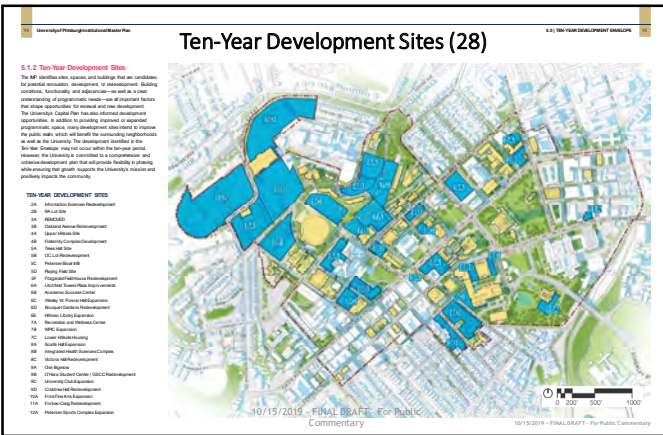 94 University of Pittsburgh Institutional Master Plan
5.0 | TEN-YEAR DEVELOPMENT ENVELOPE 95
Ten-Year Development Sites (28)
5.1.2 Ten-Year Development Sites
The IMP identifies sites, spaces, and buildings that are candidates
for potential renovation, development, or redevelopment. Building
conditions, functionality, and adjacencies—as well as a clear
understanding of programmatic needs—are all important factors
that shape opportunities for renewal and new development.
The University's Capital Plan has also informed development
opportunities. In addition to providing improved or expanded
programmatic space, many development sites intend to improve
the public realm which will benefit the surrounding neighborhoods
as well as the University. The development identified in the
Ten-Year Envelope may not occur within the ten-year period.
However, the University is committed to a comprehensive and
cohesive development plan that will provide flexibility in phasing
while ensuring that growth supports the University's mission and
positively impacts the community.
TEN-YEAR DEVELOPMENT SITES
2A Information Sciences Redevelopment
2B RA Lot Site
3A REMOVED
3B Oakland Avenue Redevelopment
4A Upper Hillside Site
4B Fraternity Complex Development
5A Trees Hall Site
5B OC Lot Redevelopment
5C Petersen Bowl Infill
5D Playing Field Site
5F Fitzgerald Field House Redevelopment
6A Litchfield Towers Plaza Improvements
6B Academic Success Center
6C Wesley W. Posvar Hall Expansion
6D Bouquet Gardens Redevelopment
6E Hillman Library Expansion
7A Recreation and Wellness Center
7B WPIC Expansion
7C Lower Hillside Housing
8A Scaife Hall Expansion
8B Integrated Health Sciences Complex
8C Victoria Hall Redevelopment
9A One Bigelow
9B O'Hara Student Center / GSCC Redevelopment
9C University Club Expansion
9D Crabtree Hall Redevelopment
10A Frick Fine Arts Expansion
11A Forbes-Craig Redevelopment
12A Petersen Sports Complex Expansion
0 200' 500' 1000'
10/15/2019 - FINAL DRAFT - For Public
Commentary
10/15/2019 - FINAL DRAFT - For Public Commentary